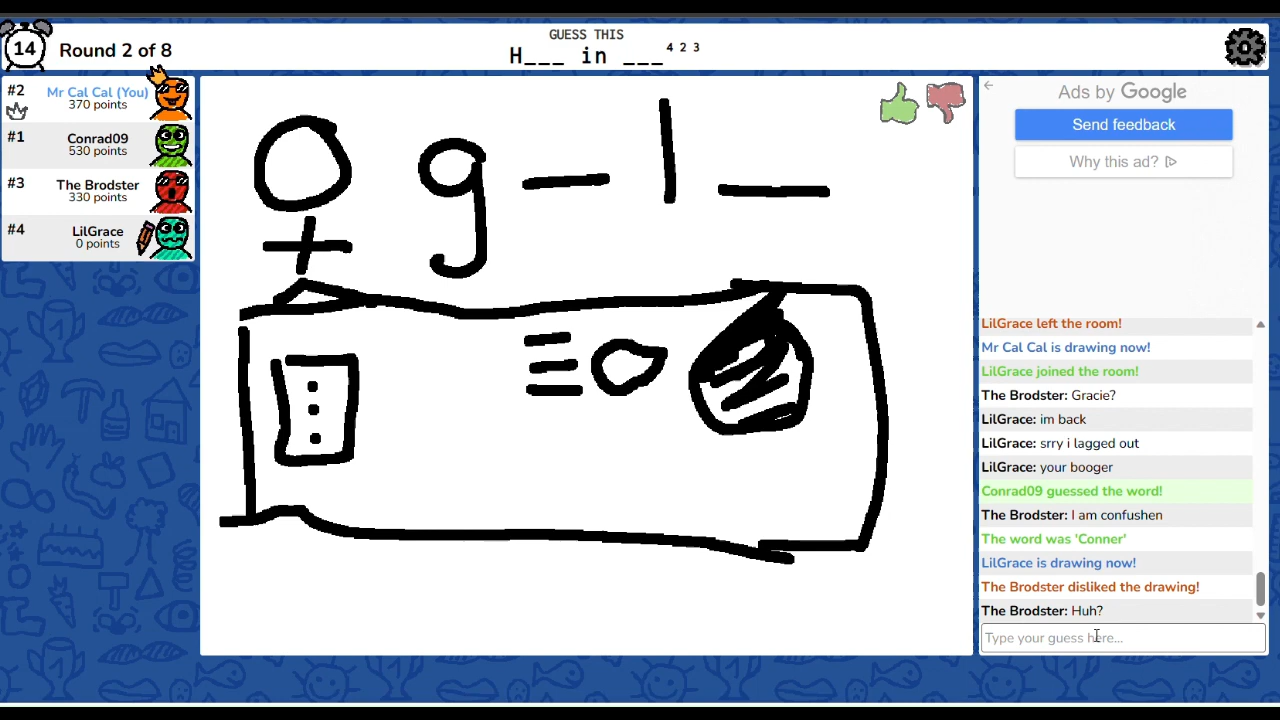 14
Round 2 of 8
GUESS THIS
H___ in ___ 4 2 3
#2
Mr Cal Cal (You)
370 points
#1
Conrad09
530 points
#3
The Brodster
330 points
#4
LilGrace
0 points
O g _ l _
Ads by Google
Send feedback
Why this ad?
LilGrace left the room!
Mr Cal Cal is drawing now!
LilGrace joined the room!
The Brodster: Gracie?
LilGrace: im back
LilGrace: srry i lagged out
LilGrace: your booger
Conrad09 guessed the word!
The Brodster: I am confushen
The word was 'Conner'
LilGrace is drawing now!
The Brodster disliked the drawing!
The Brodster: Huh?
Type your guess here...